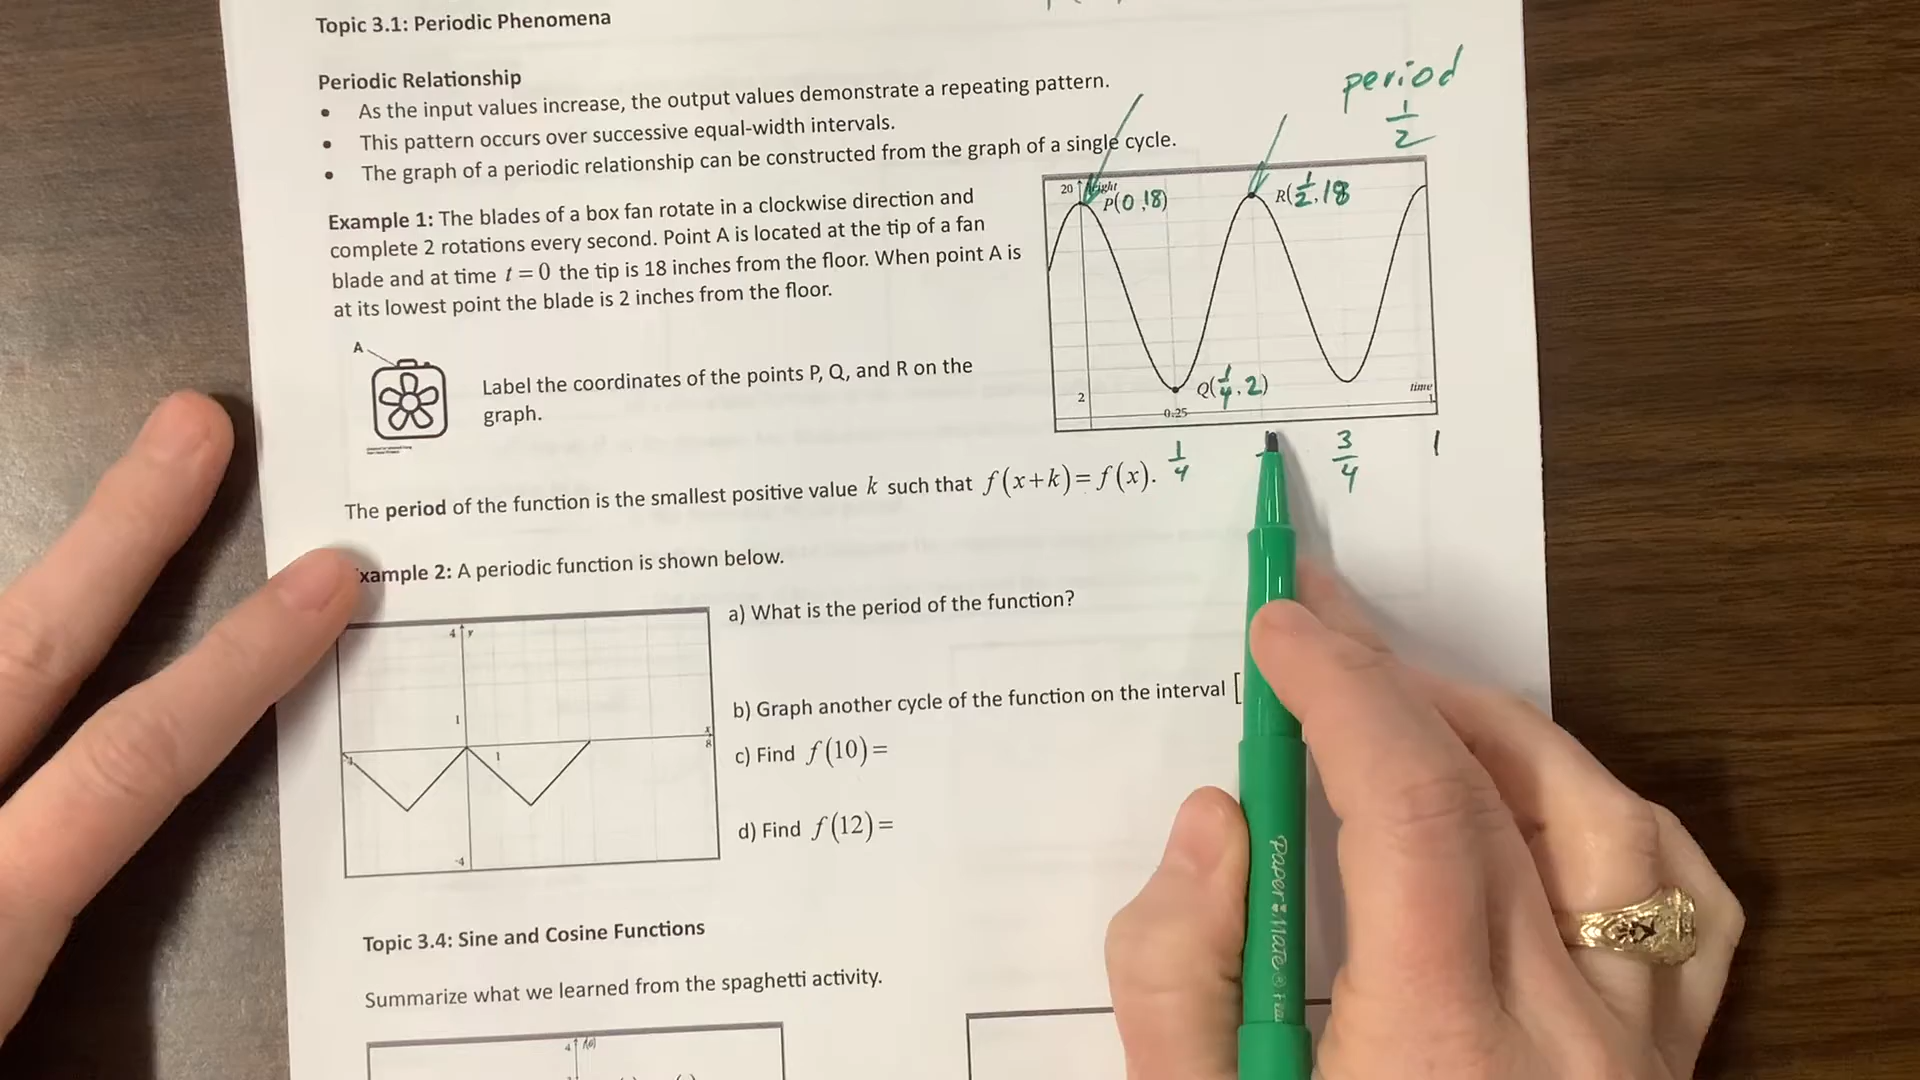 Topic 3.1: Periodic Phenomena
period
1
2
Periodic Relationship
• As the input values increase, the output values demonstrate a repeating pattern.
• This pattern occurs over successive equal-width intervals.
• The graph of a periodic relationship can be constructed from the graph of a single cycle.
Example 1: The blades of a box fan rotate in a clockwise direction and
complete 2 rotations every second. Point A is located at the tip of a fan
blade and at time t = 0 the tip is 18 inches from the floor. When point A is
at its lowest point the blade is 2 inches from the floor.
20 height
P(0,18)
R(1/2,18
Q(1/4,2)
2
0.25
time
1
1/4
3/4
1
A
Label the coordinates of the points P, Q, and R on the
graph.
The period of the function is the smallest positive value k such that f(x+k)=f(x).
xample 2: A periodic function is shown below.
4 y
1
1
x
8
-4
a) What is the period of the function?
b) Graph another cycle of the function on the interval [
c) Find f(10)=
d) Find f(12)=
Topic 3.4: Sine and Cosine Functions
Summarize what we learned from the spaghetti activity.
4
Paper Mate